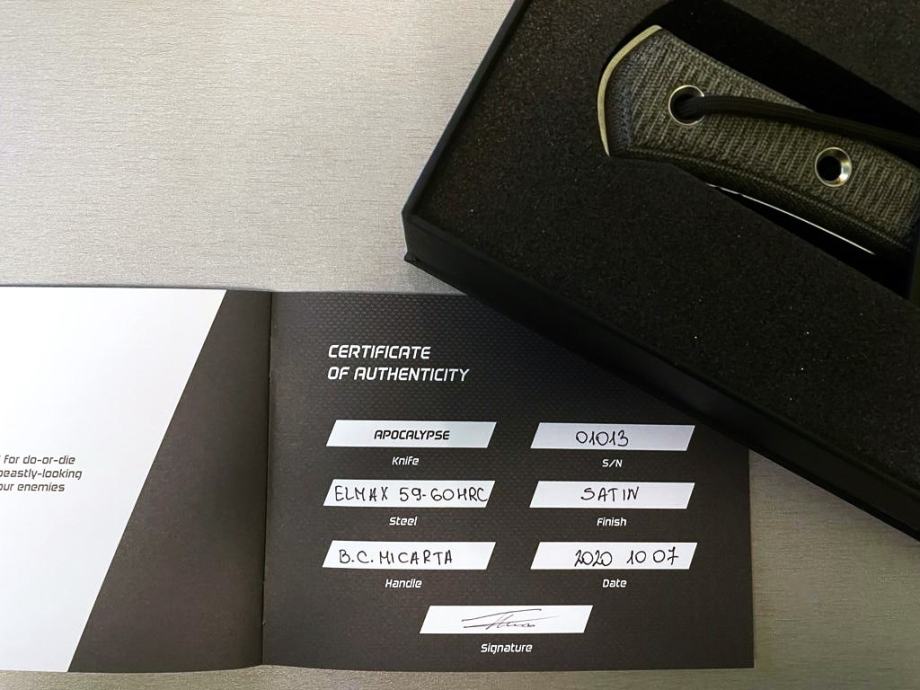 for do-or-die
beastly-looking
our enemies
CERTIFICATE
OF AUTHENTICITY
APOCALYPSE
01013
Knife
S/N
ELMAX 59-60HRC
SATIN
Steel
Finish
B.C. MICARTA
2020 10 07
Handle
Date
Signature